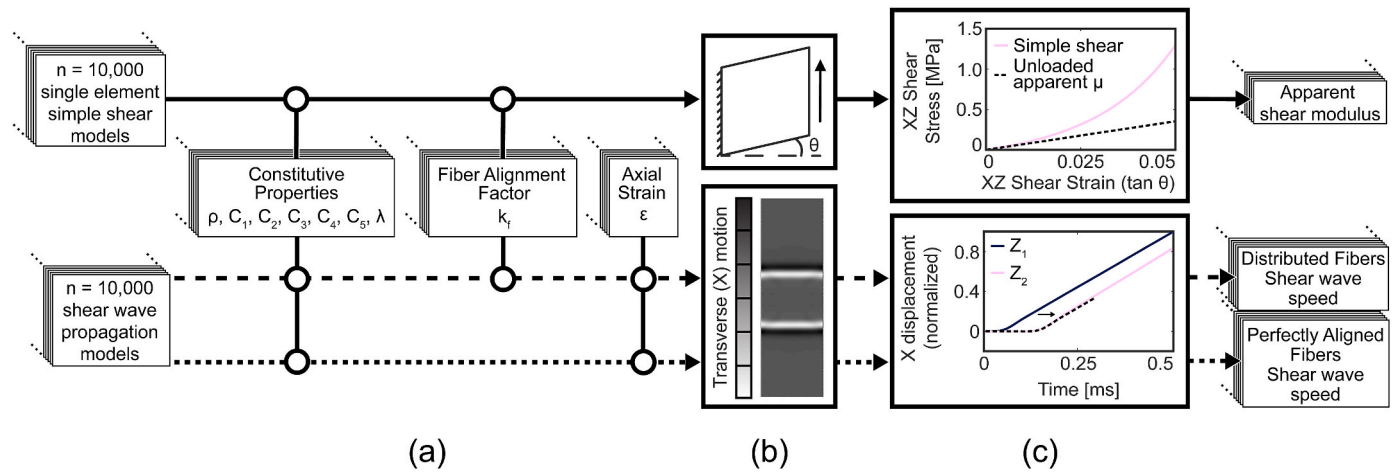 n = 10,000
single element
simple shear
models
Constitutive
Properties
ρ, C₁, C₂, C₃, C₄, C₅, λ
Fiber Alignment
Factor
k_f
Axial
Strain
ε
n = 10,000
shear wave
propagation
models
θ
Transverse (X) motion
XZ Shear
Stress [MPa]
1.5
1.0
0.5
0
Simple shear
Unloaded
apparent μ
0
0.025
0.05
XZ Shear Strain (tan θ)
X displacement
(normalized)
0.8
0.4
0
Z₁
Z₂
0
0.25
0.5
Time [ms]
Apparent
shear modulus
Distributed Fibers
Shear wave
speed
Perfectly Aligned
Fibers
Shear wave
speed
(a)
(b)
(c)